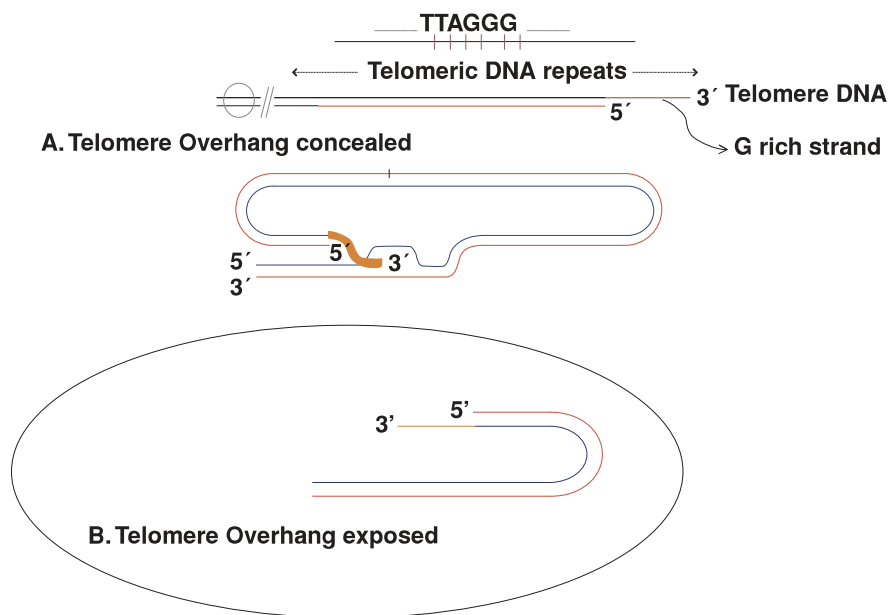 TTAGGG
Telomeric DNA repeats
3´ Telomere DNA
5´
A. Telomere Overhang concealed
G rich strand
5´
5´ 3´
3´
5’
3’
B. Telomere Overhang exposed